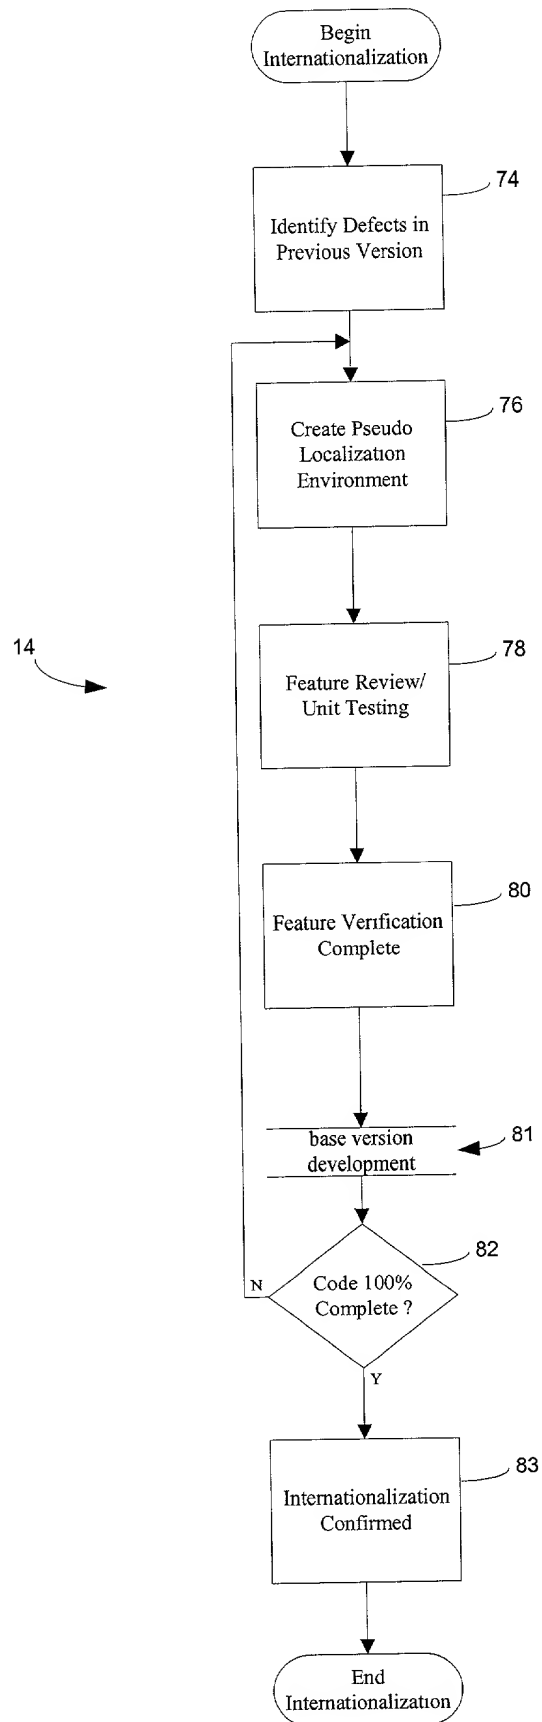 Begin
Internationalization
74
Identify Defects in
Previous Version
76
Create Pseudo
Localization
Environment
14
78
Feature Review/
Unit Testing
80
Feature Verification
Complete
81
base version
development
82
Code 100%
Complete ?
N
Y
83
Internationalization
Confirmed
End
Internationalization